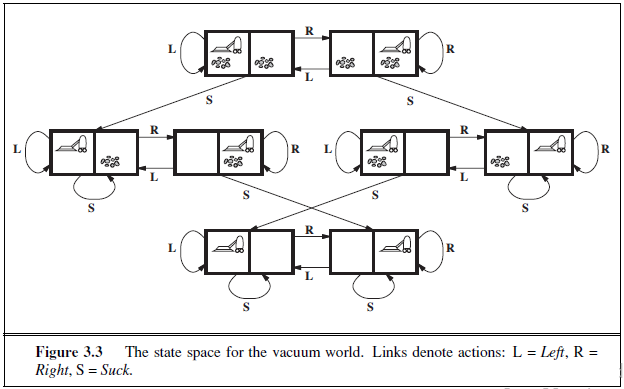 R
L R
L
S S
R R
L R L R
L L
S S S S
R
L R
L
S S
Figure 3.3 The state space for the vacuum world. Links denote actions: L = Left, R =
Right, S = Suck.